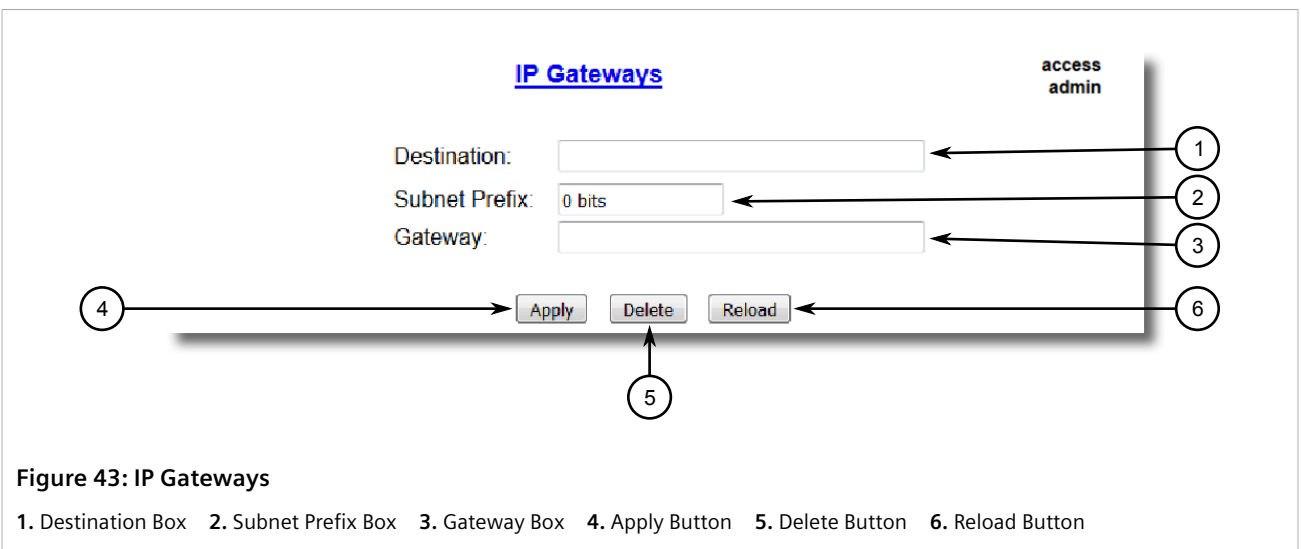 IP Gateways
access
admin
Destination:
1
Subnet Prefix: 0 bits
2
Gateway:
3
4
Apply Delete Reload
6
5
Figure 43: IP Gateways
1. Destination Box 2. Subnet Prefix Box 3. Gateway Box 4. Apply Button 5. Delete Button 6. Reload Button